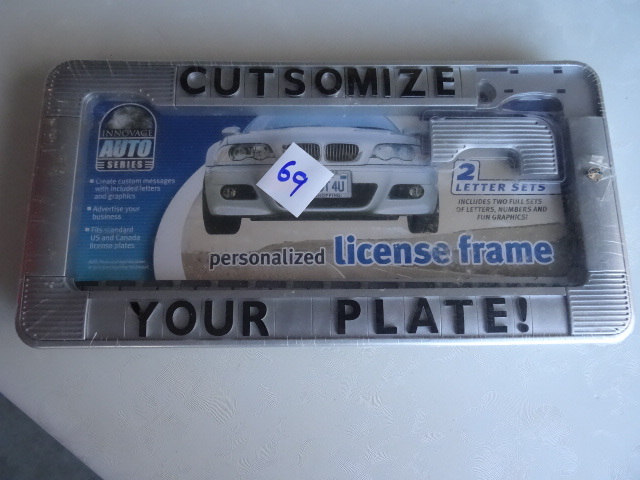 CUTSOMIZE
INNOVAGE
AUTO
SERIES
Create custom messages
with included letters
and graphics
Advertise your
business
Fits standard
US and Canada
license plates
69
4U
2
LETTER SETS
INCLUDES TWO FULL SETS
OF LETTERS, NUMBERS AND
FUN GRAPHICS!
personalized license frame
YOUR PLATE!